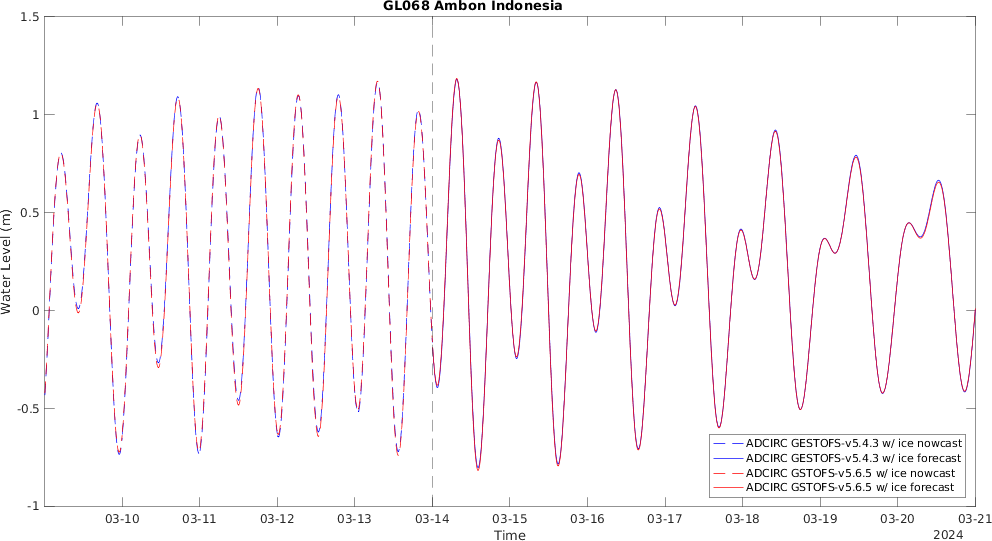 GL068 Ambon Indonesia
1.5
1
0.5
0
-0.5
-1
Water Level (m)
03-10 03-11 03-12 03-13 03-14 03-15 03-16 03-17 03-18 03-19 03-20 03-21
Time
2024
ADCIRC GESTOFS-v5.4.3 w/ ice nowcast
ADCIRC GESTOFS-v5.4.3 w/ ice forecast
ADCIRC GSTOFS-v5.6.5 w/ ice nowcast
ADCIRC GSTOFS-v5.6.5 w/ ice forecast